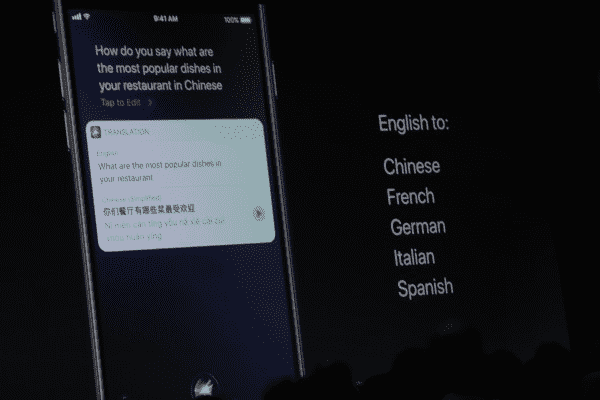 9:41 AM
100%
How do you say what are
the most popular dishes in
your restaurant in Chinese
Tap to Edit >
TRANSLATION
English
What are the most popular dishes in
your restaurant
Chinese (Simplified)
你们餐厅有哪些菜最受欢迎
English to:
Chinese
French
German
Italian
Spanish